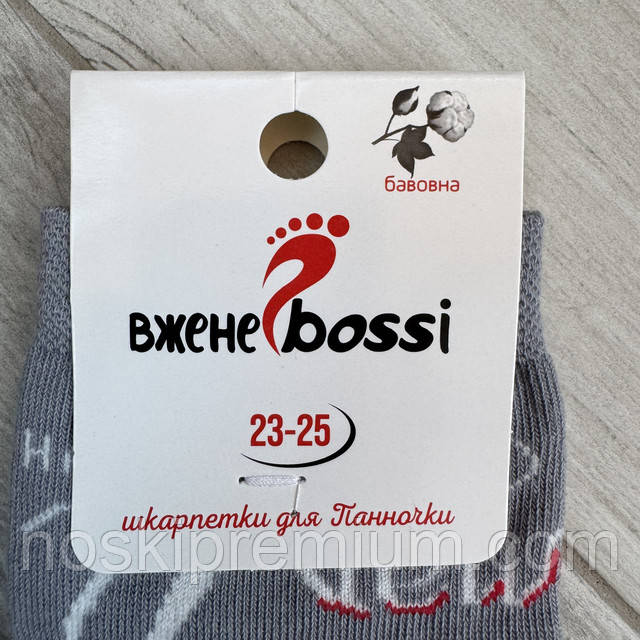 бавовна
вжене bossi
23-25
шкарпетки для Панночки
noskipremium.com